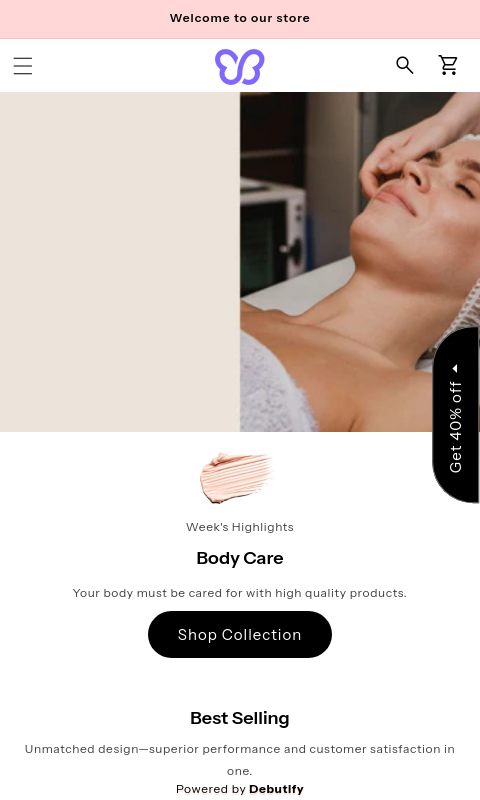 Welcome to our store
Get 40% off
Week's Highlights
Body Care
Your body must be cared for with high quality products.
Shop Collection
Best Selling
Unmatched design—superior performance and customer satisfaction in
one.
Powered by Debutify